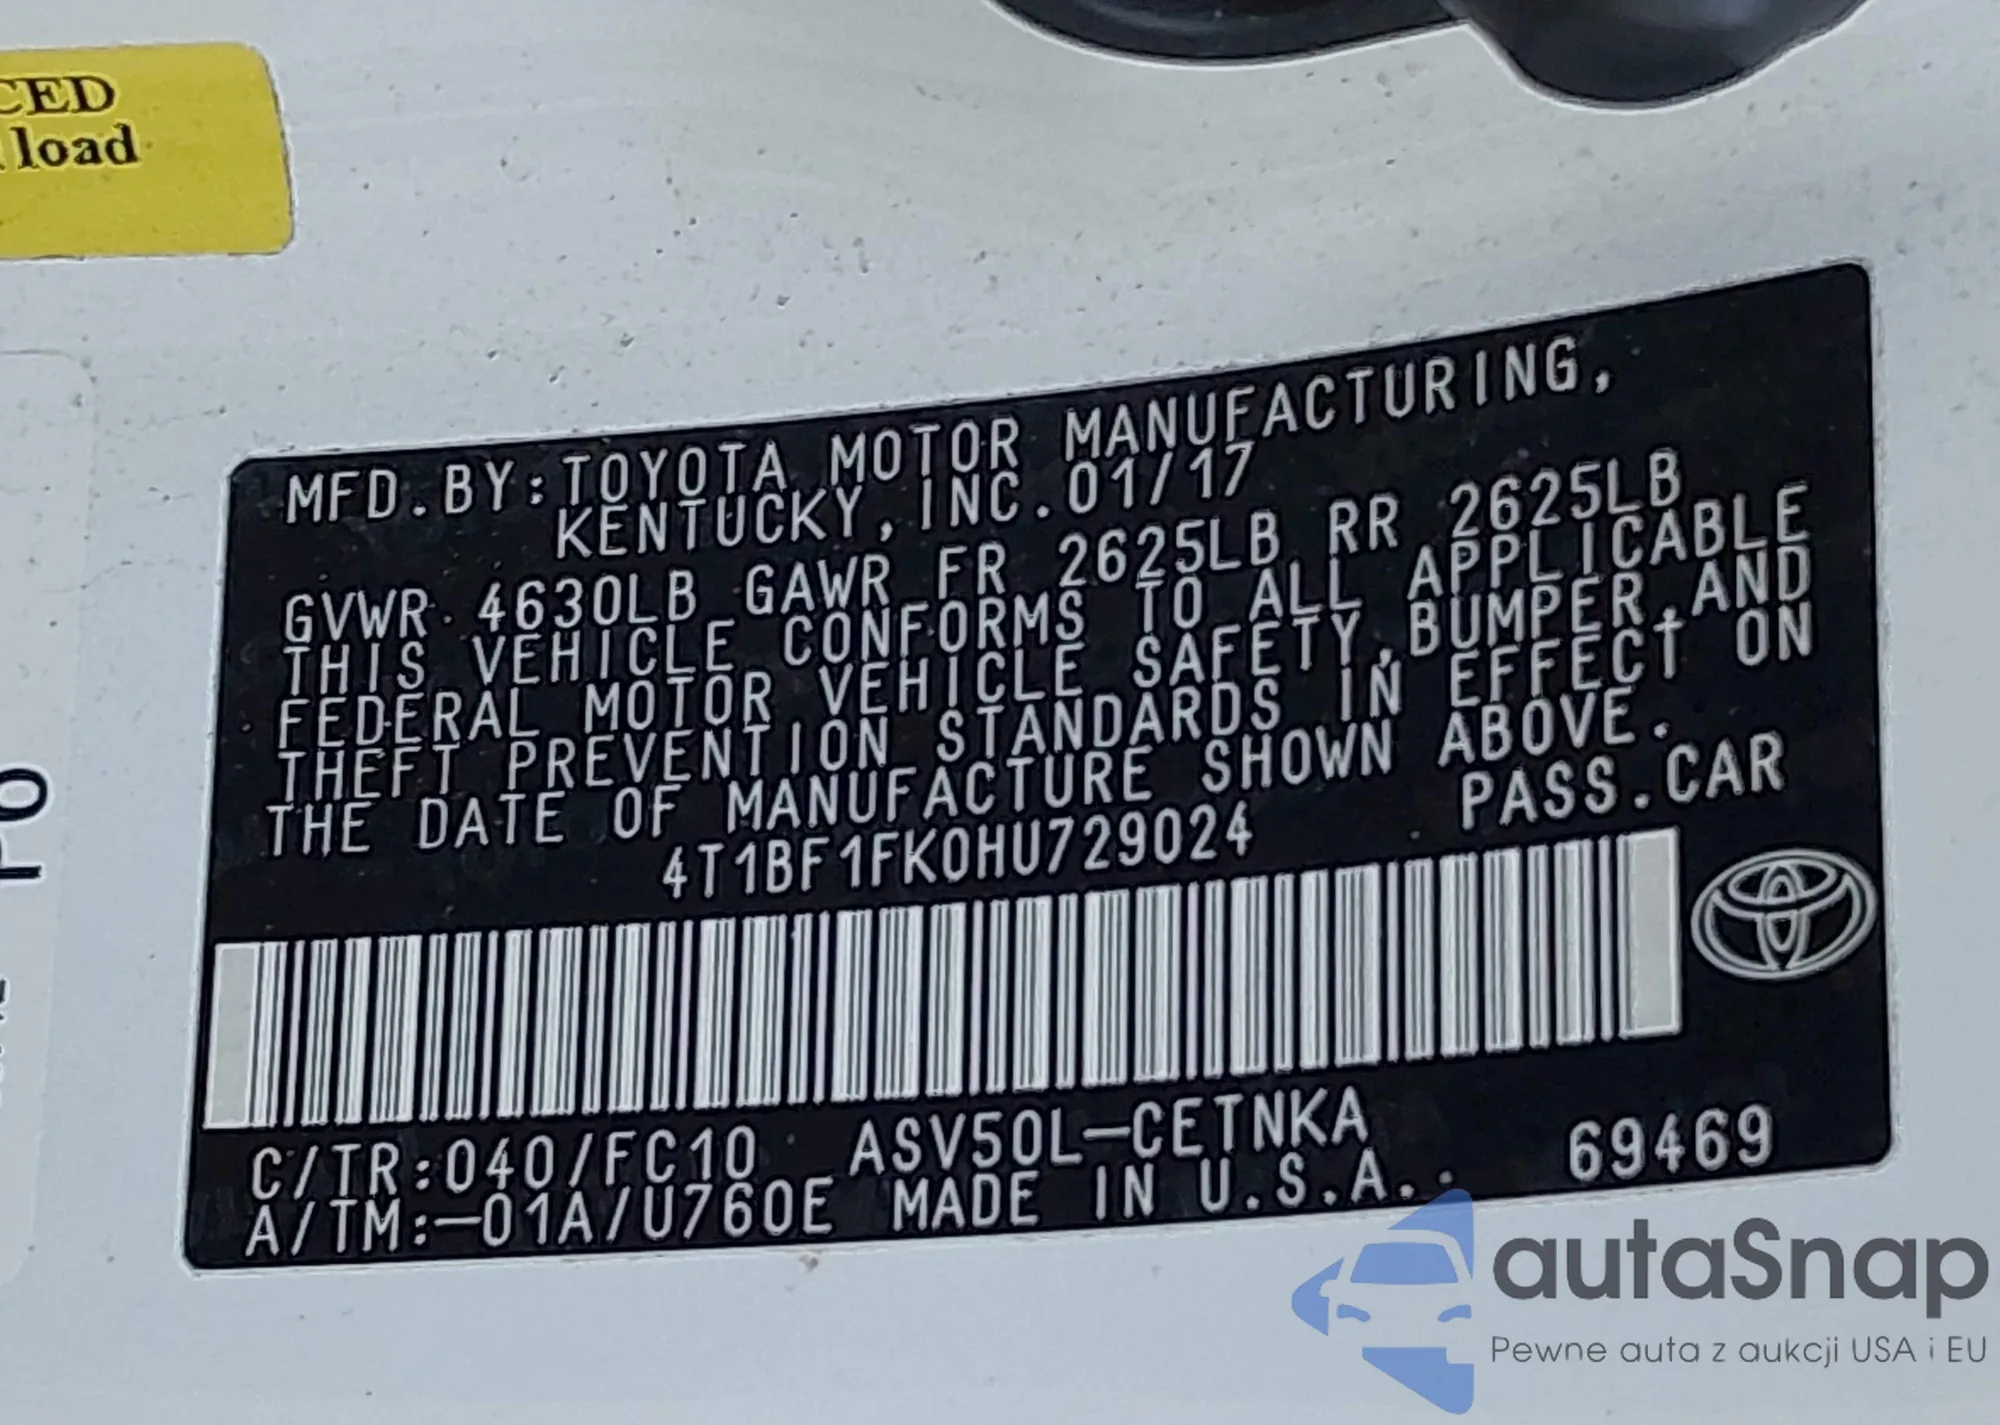 CED
load
PO
MFD.BY:TOYOTA MOTOR MANUFACTURING,
KENTUCKY, INC.01/17
GVWR 4630LB GAWR FR 2625LB RR 2625LB
THIS VEHICLE CONFORMS TO ALL APPLICABLE
FEDERAL MOTOR VEHICLE SAFETY,BUMPER,AND
THEFT PREVENTION STANDARDS IN EFFECT ON
THE DATE OF MANUFACTURE SHOWN ABOVE.
4T1BF1FK0HU729024 PASS.CAR
C/TR:040/FC10 ASV50L-CETNKA
A/TM:-01A/U760E MADE IN U.S.A. 69469
autaSnap
Pewne auta z aukcji USA i EU